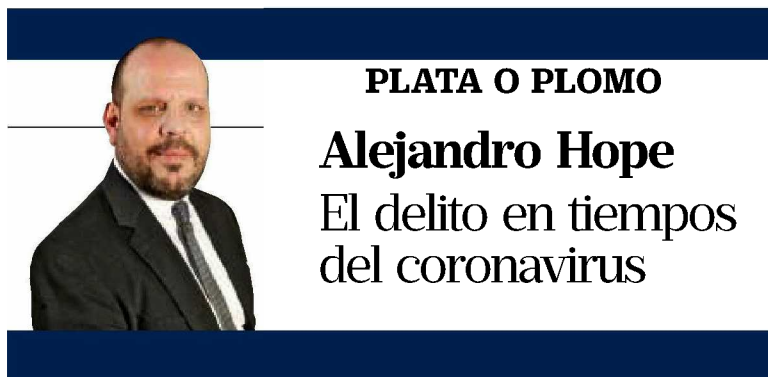 PLATA O PLOMO
Alejandro Hope
El delito en tiempos
del coronavirus